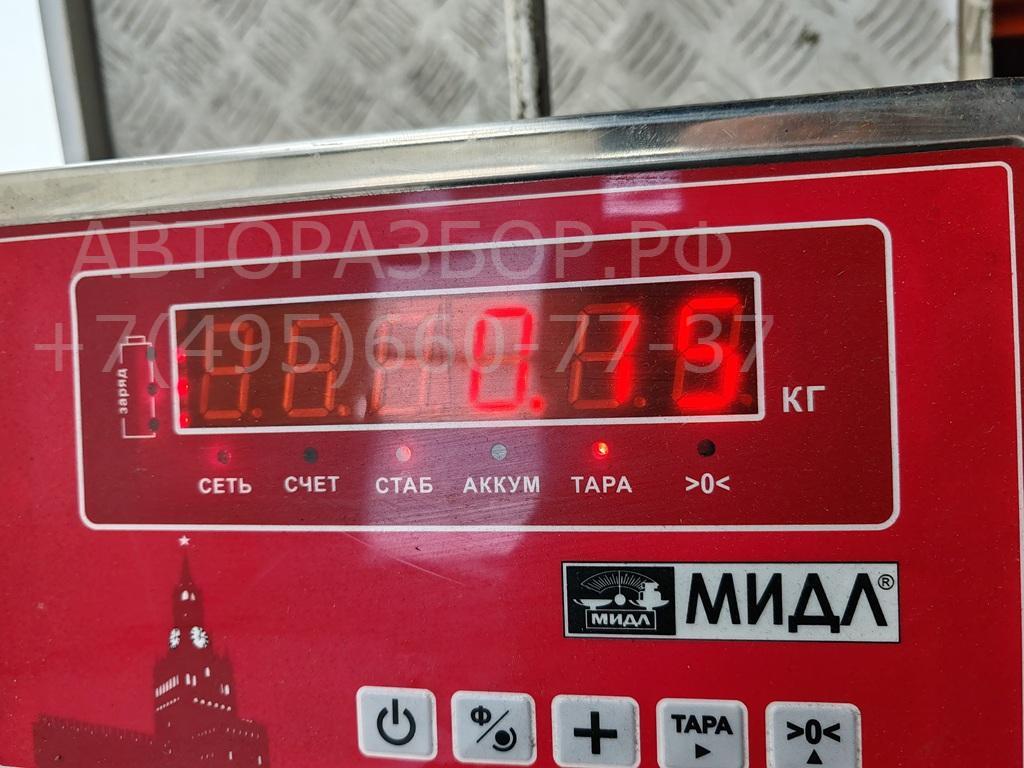 АВТОРАЗБОР.РФ
+7(495)660-77-37
заряд
0.15 КГ
СЕТЬ СЧЕТ СТАБ АККУМ ТАРА >0<
МИДЛ МИДЛ®
Ф ТАРА >0<